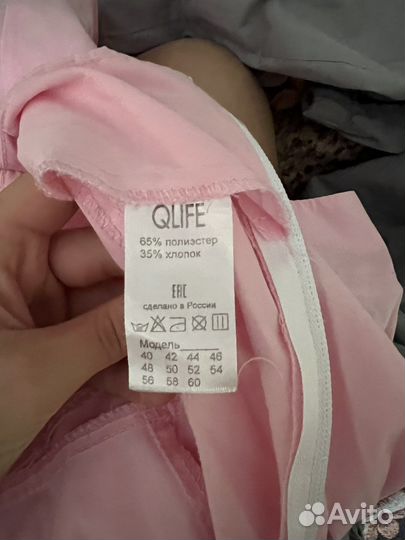 QLIFE
65% полиэстер
35% хлопок
EAC
сделано в России
Модель______
40 42 44 46
48 50 52 54
56 58 60
Avito